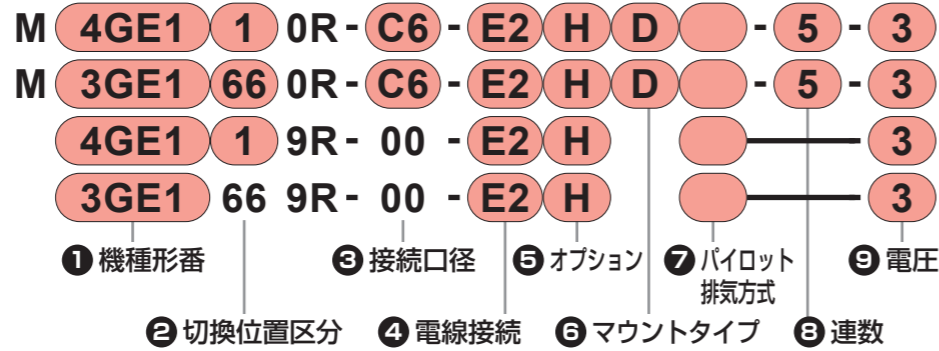 M 4GE1 1 0R - C6 - E2 H D - 5 - 3
M 3GE1 66 0R - C6 - E2 H D - 5 - 3
4GE1 1 9R - 00 - E2 H 3
3GE1 66 9R - 00 - E2 H 3
❶ 機種形番 ❸ 接続口径 ❺ オプション ❼ パイロット排気方式 ❾ 電圧
❷ 切換位置区分 ❹ 電線接続 ❻ マウントタイプ ❽ 連数